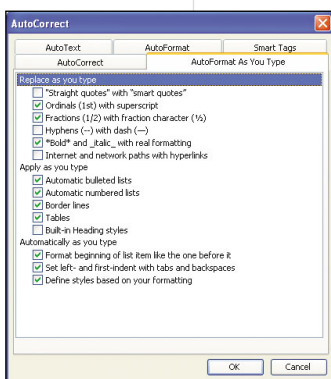 AutoCorrect
AutoText AutoFormat Smart Tags
AutoCorrect AutoFormat As You Type
Replace as you type
"Straight quotes" with "smart quotes"
Ordinals (1st) with superscript
Fractions (1/2) with fraction character (½)
Hyphens (--) with dash (—)
*Bold* and _italic_ with real formatting
Internet and network paths with hyperlinks
Apply as you type
Automatic bulleted lists
Automatic numbered lists
Border lines
Tables
Built-in Heading styles
Automatically as you type
Format beginning of list item like the one before it
Set left- and first-indent with tabs and backspaces
Define styles based on your formatting
OK Cancel